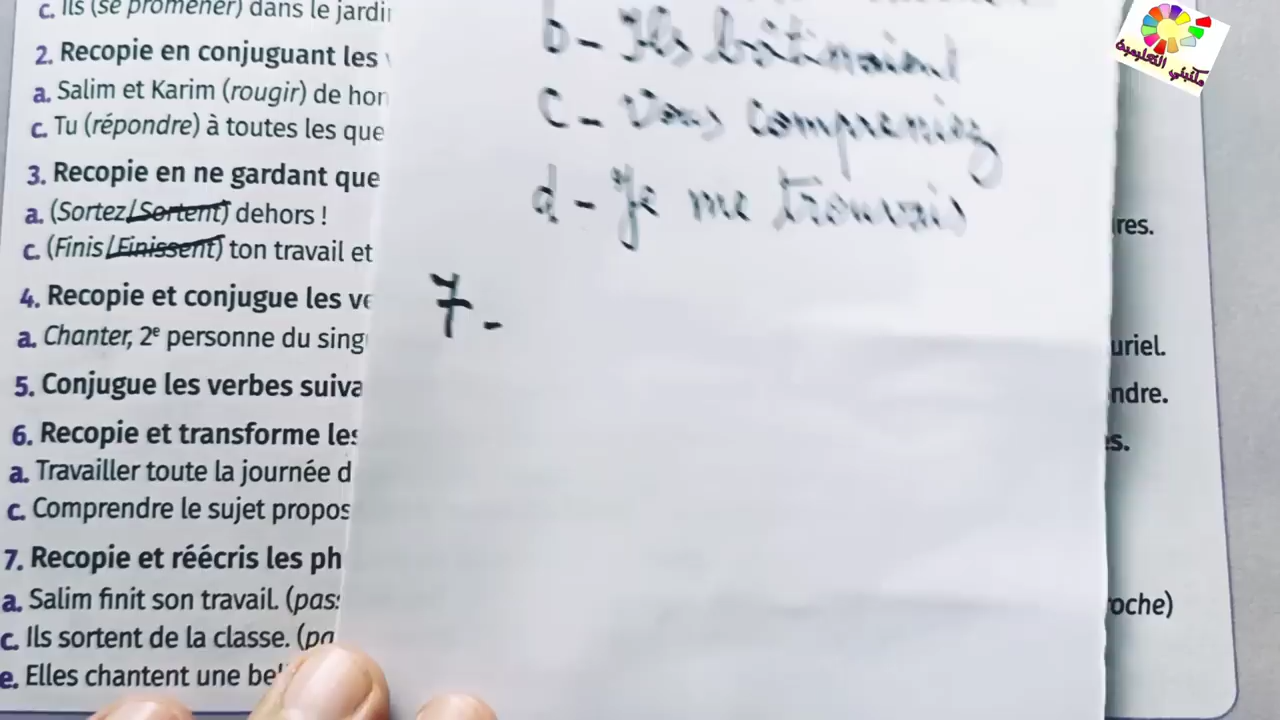 c. Ils (se promener) dans le jardi
2. Recopie en conjuguant les
a. Salim et Karim (rougir) de hon
c. Tu (répondre) à toutes les que
3. Recopie en ne gardant que
a. (Sortez/Sortent) dehors !
c. (Finis/Finissent) ton travail et
4. Recopie et conjugue les ve
a. Chanter, 2e personne du sing
5. Conjugue les verbes suiva
6. Recopie et transforme les
a. Travailler toute la journée d
c. Comprendre le sujet propos
7. Recopie et réécris les ph
a. Salim finit son travail. (pas
c. Ils sortent de la classe. (pa
e. Elles chantent une bel
b- Ils bâtissaient
c- Vous compreniez
d- Je me trouvais
7-
res.
uriel.
ndre.
s.
oche)
مكتبتي التعليمية